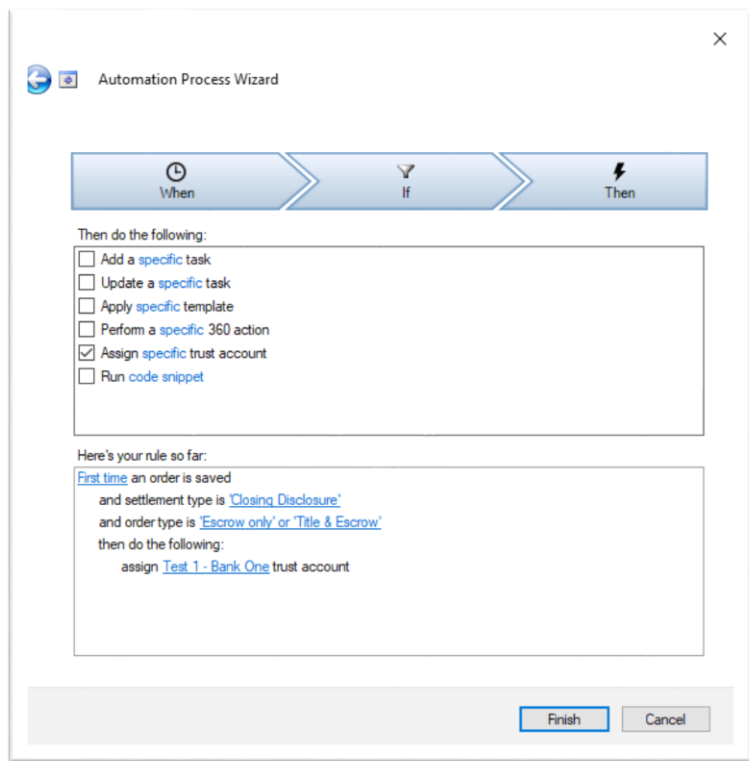 Automation Process Wizard
When
If
Then
Then do the following:
Add a specific task
Update a specific task
Apply specific template
Perform a specific 360 action
Assign specific trust account
Run code snippet
Here's your rule so far:
First time an order is saved
and settlement type is 'Closing Disclosure'
and order type is 'Escrow only' or 'Title & Escrow'
then do the following:
assign Test 1 - Bank One trust account
Finish
Cancel